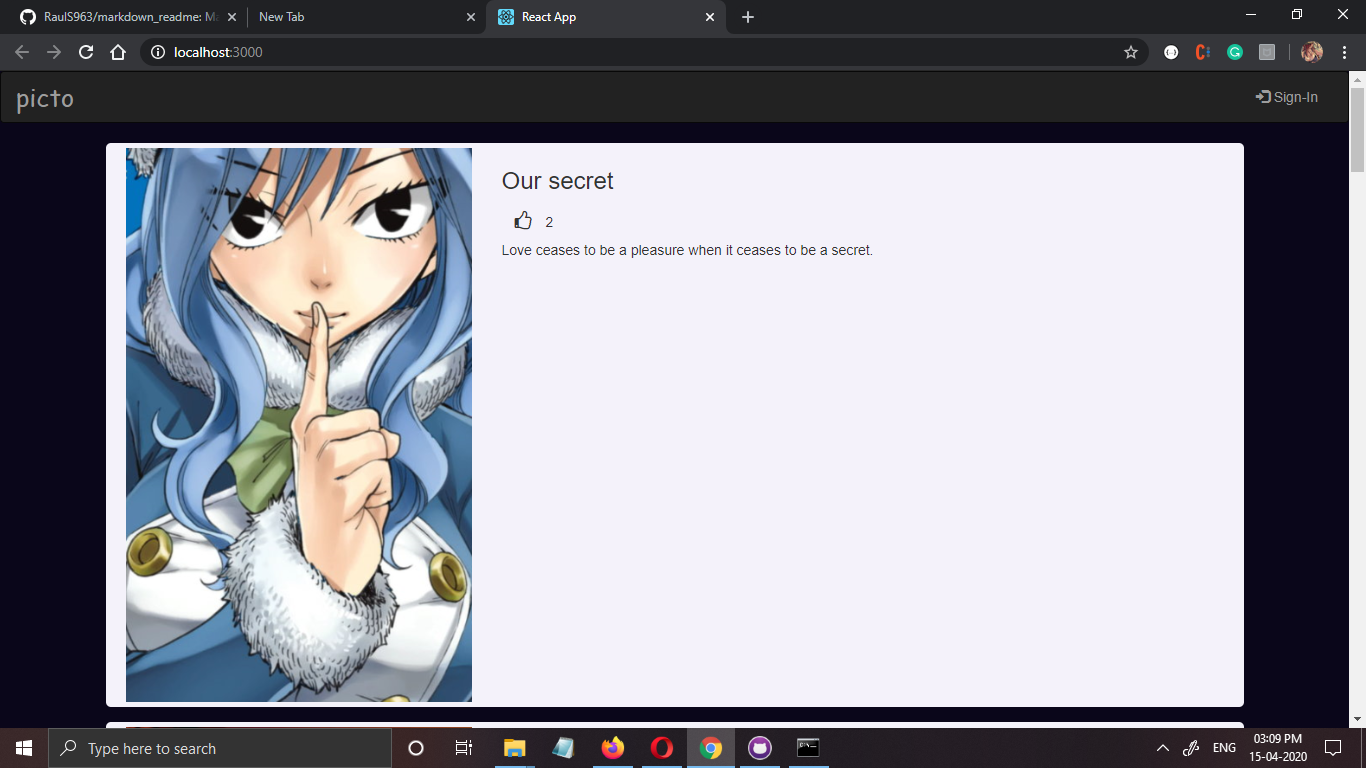 RaulS963/markdown_readme: Ma
New Tab
React App
localhost:3000
picto
Sign-In
Our secret
2
Love ceases to be a pleasure when it ceases to be a secret.
Type here to search
ENG
03:09 PM
15-04-2020